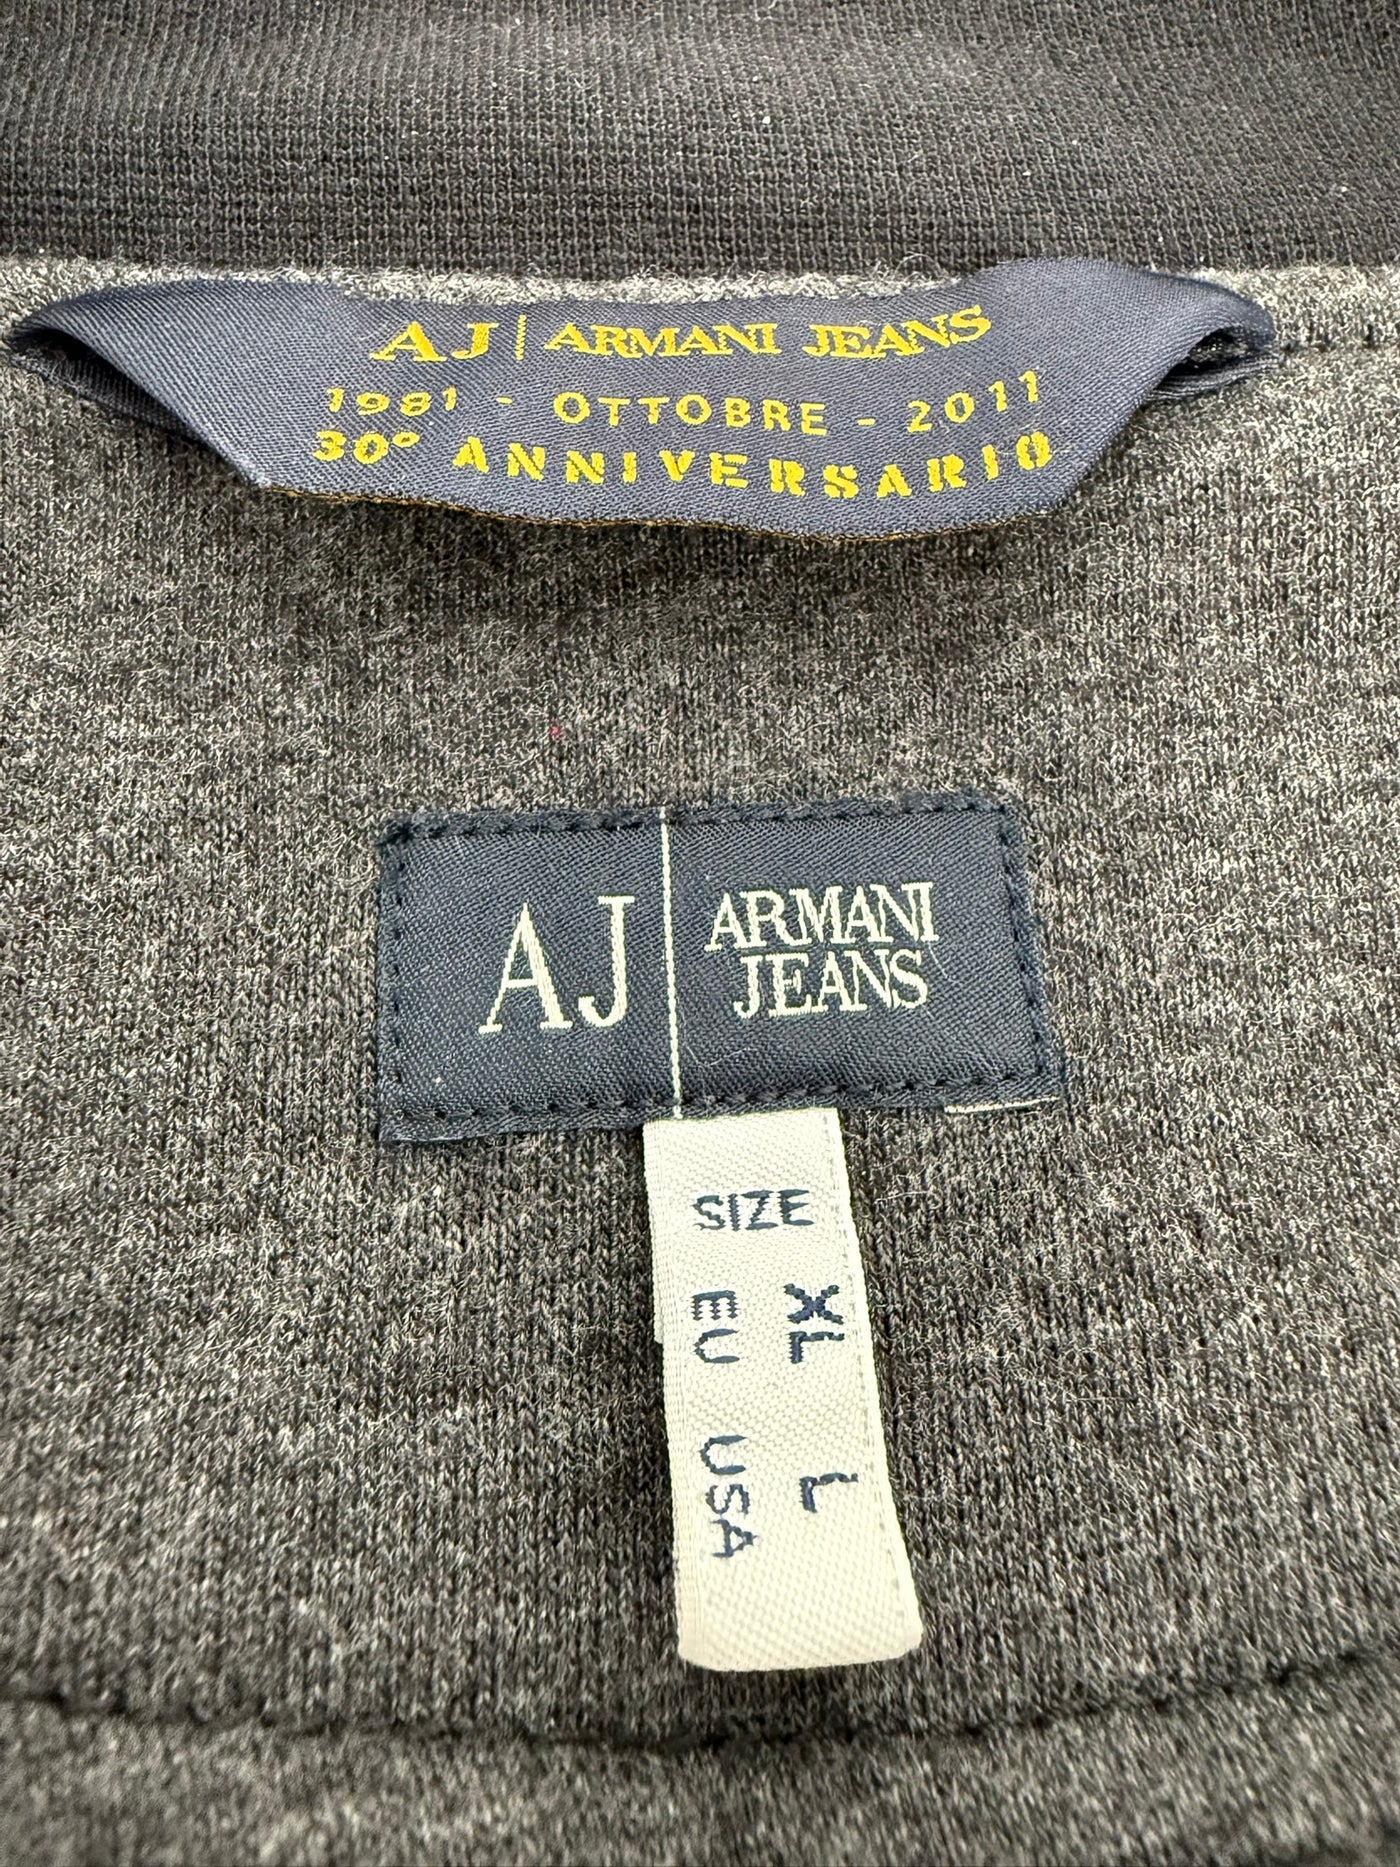 AJ | ARMANI JEANS
1981 - OTTOBRE - 2011
30° ANNIVERSARIO
AJ
ARMANI
JEANS
SIZE
EU XL
USA L